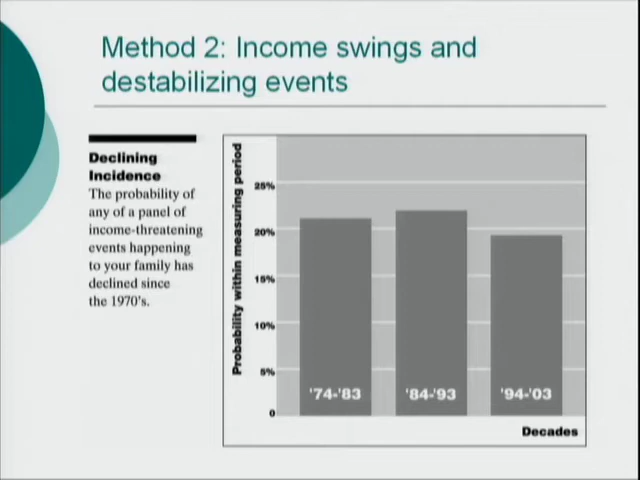 Method 2: Income swings and
destabilizing events
Declining
Incidence
The probability of
any of a panel of
income-threatening
events happening
to your family has
declined since
the 1970's.
Probability within measuring period
25%
20%
15%
10%
5%
0
'74-'83
'84-'93
'94-'03
Decades